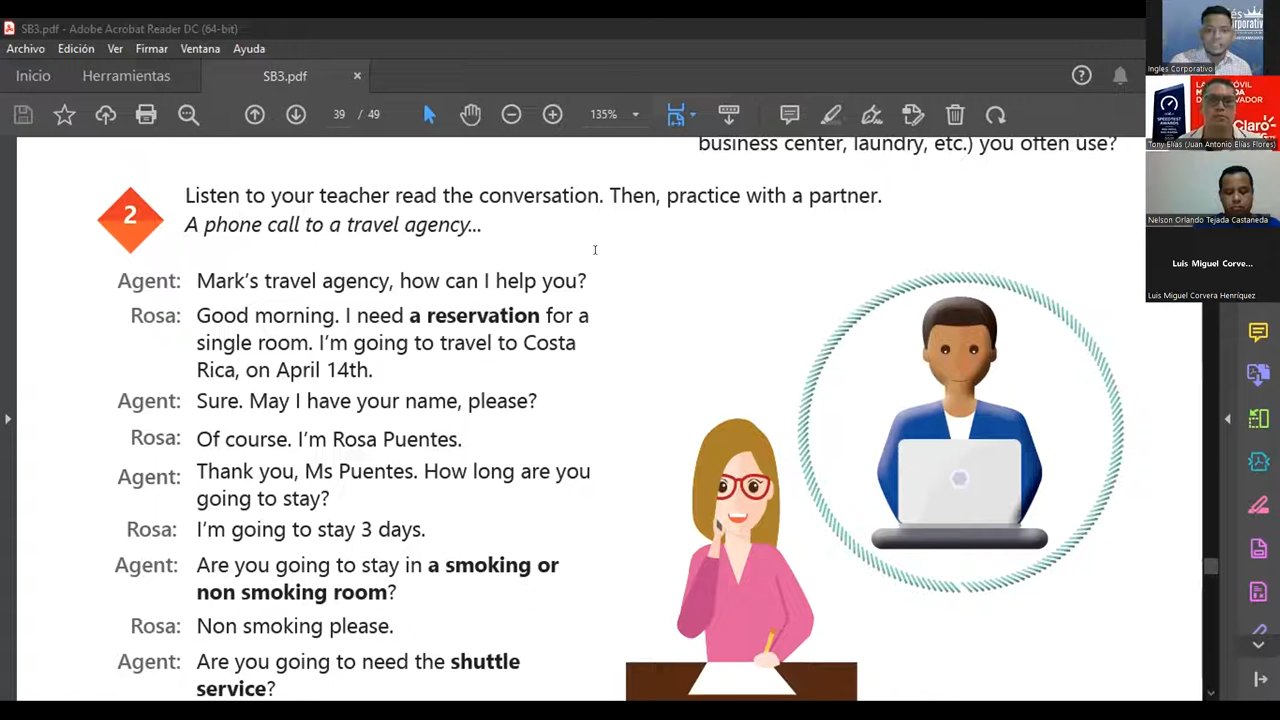 SB3.pdf - Adobe Acrobat Reader DC (64-bit)
Archivo Edición Ver Firmar Ventana Ayuda
Inicio Herramientas SB3.pdf ×
39 / 49 135%
business center, laundry, etc.) you often use?
2
Listen to your teacher read the conversation. Then, practice with a partner.
A phone call to a travel agency...
Agent: Mark's travel agency, how can I help you?
Rosa: Good morning. I need a reservation for a
single room. I'm going to travel to Costa
Rica, on April 14th.
Agent: Sure. May I have your name, please?
Rosa: Of course. I'm Rosa Puentes.
Agent: Thank you, Ms Puentes. How long are you
going to stay?
Rosa: I'm going to stay 3 days.
Agent: Are you going to stay in a smoking or
non smoking room?
Rosa: Non smoking please.
Agent: Are you going to need the shuttle
service?
Ingles Corporativo
Claro
Tony Elías (Juan Antonio Elías Flores)
Nelson Orlando Tejada Castaneda
Luis Miguel Corve...
Luis Miguel Corvera Henríquez